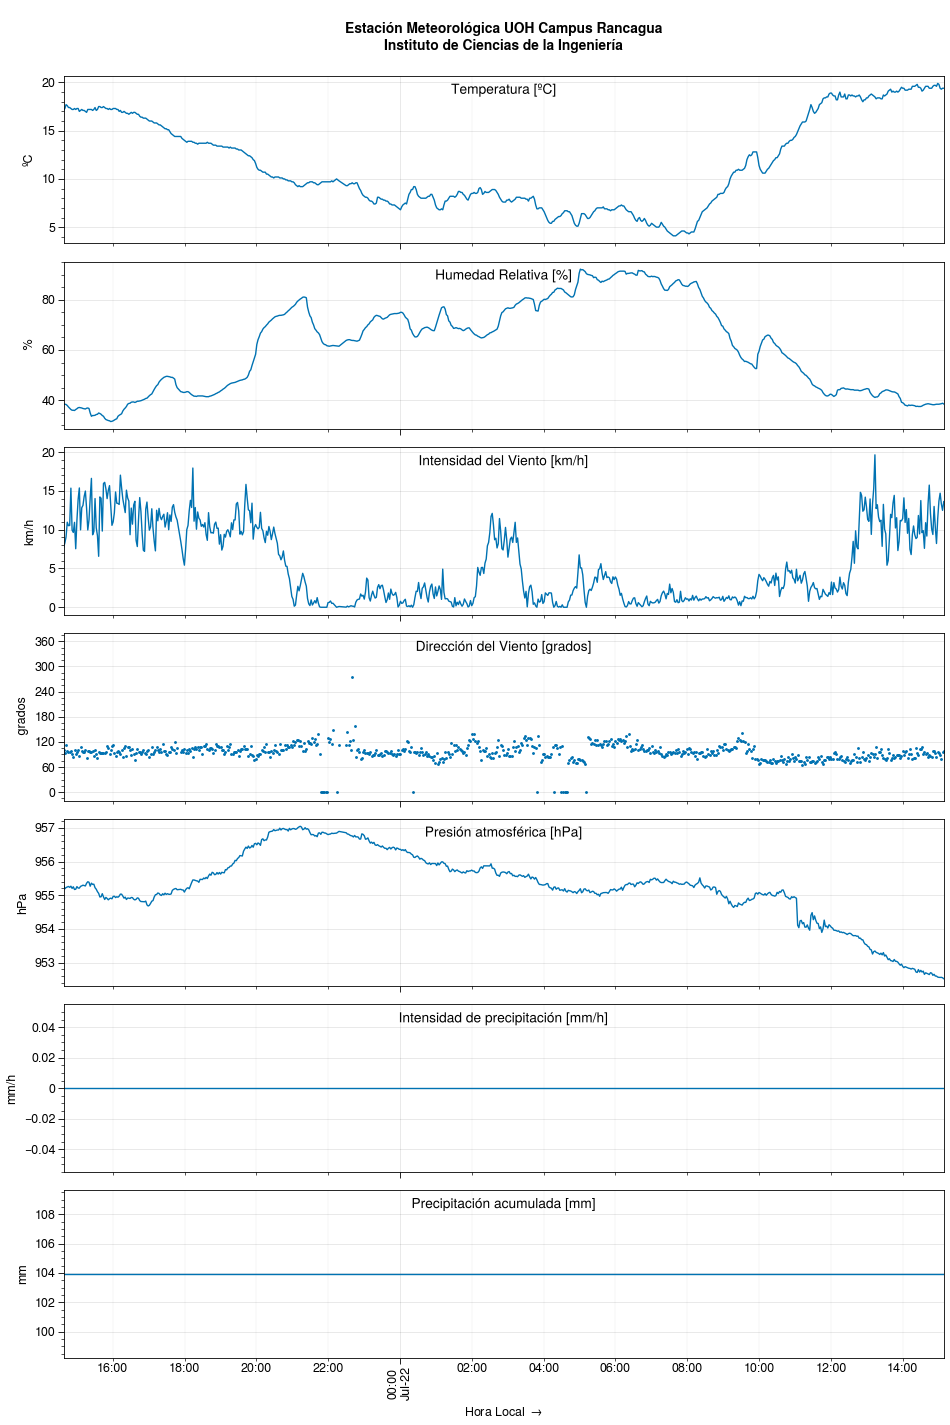 Estación Meteorológica UOH Campus Rancagua
Instituto de Ciencias de la Ingeniería
Temperatura [ºC]
20
15
10
5
ºC
Humedad Relativa [%]
80
60
40
%
Intensidad del Viento [km/h]
20
15
10
5
0
km/h
Dirección del Viento [grados]
360
300
240
180
120
60
0
grados
Presión atmosférica [hPa]
957
956
955
954
953
hPa
Intensidad de precipitación [mm/h]
0.04
0.02
0
−0.02
−0.04
mm/h
Precipitación acumulada [mm]
108
106
104
102
100
mm
16:00 18:00 20:00 22:00 00:00 02:00 04:00 06:00 08:00 10:00 12:00 14:00
Jul-22
Hora Local →